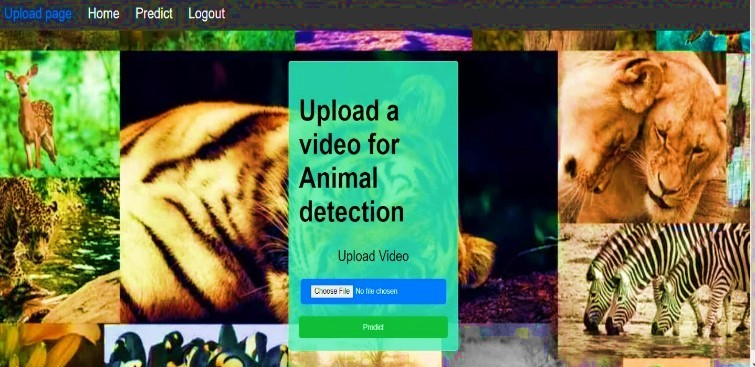 Upload page Home Predict Logout
Upload a
video for
Animal
detection
Upload Video
Choose File No file chosen
Predict